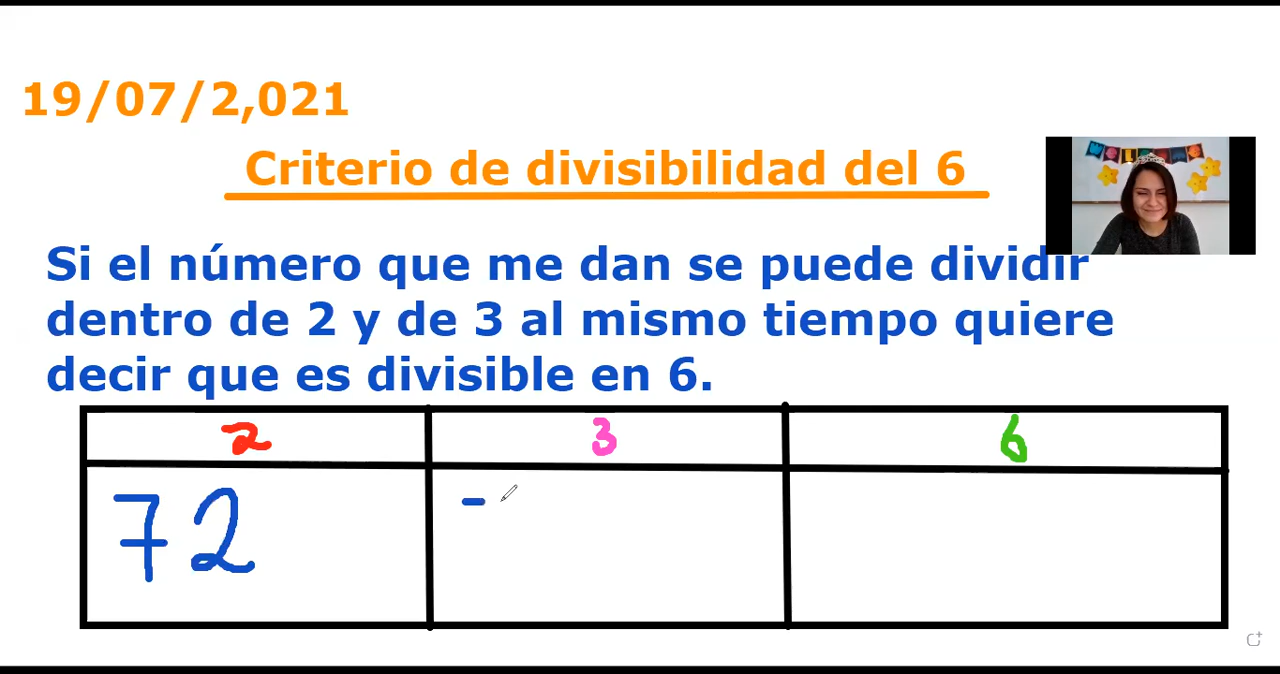 19/07/2,021
Criterio de divisibilidad del 6
Si el número que me dan se puede dividir
dentro de 2 y de 3 al mismo tiempo quiere
decir que es divisible en 6.
2 3 6
72 -